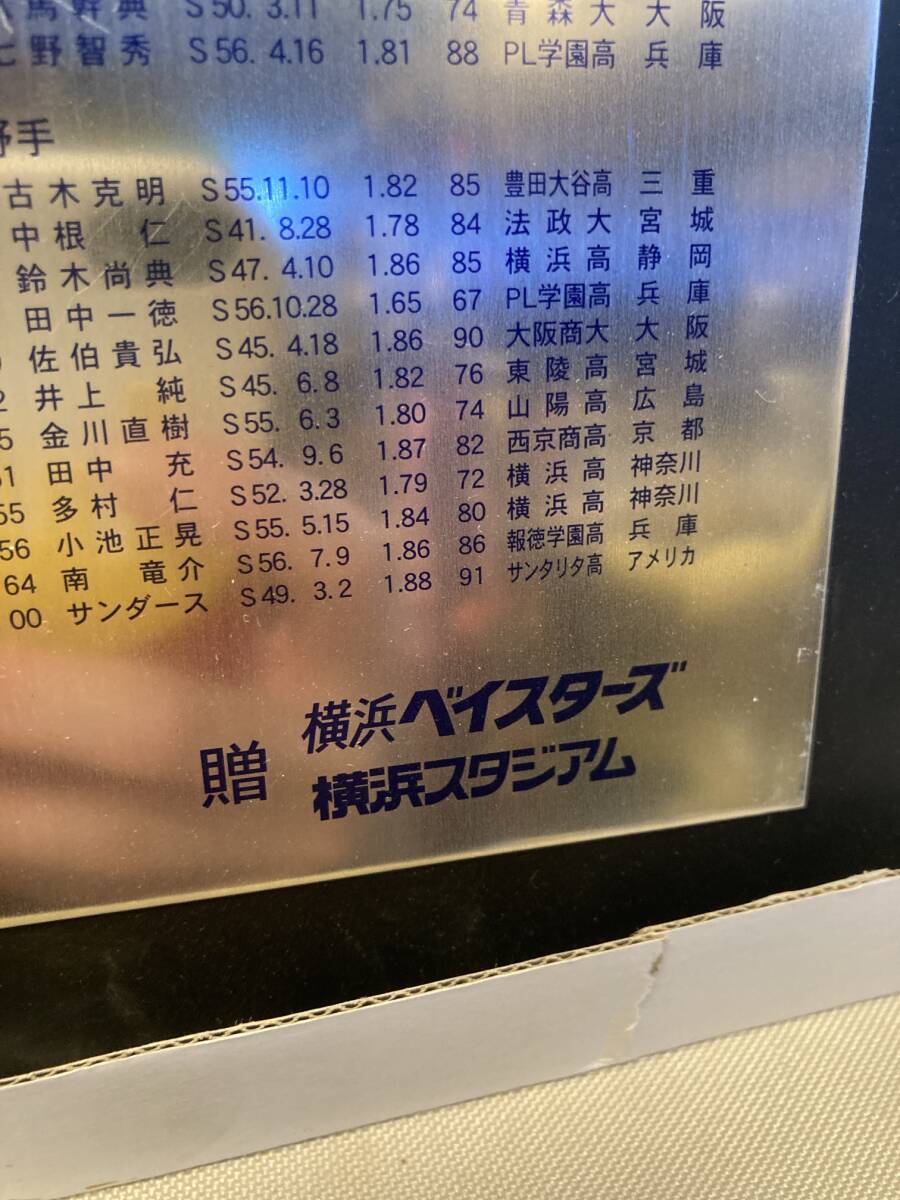 馬幹典 S50. 3.11 1.75 74 青森大 大阪
七野智秀 S56. 4.16 1.81 88 PL学園高 兵庫
野手
古木克明 S55.11.10 1.82 85 豊田大谷高 三重
中根 仁 S41. 8.28 1.78 84 法政大 宮城
鈴木尚典 S47. 4.10 1.86 85 横浜高 静岡
田中一徳 S56.10.28 1.65 67 PL学園高 兵庫
佐伯貴弘 S45. 4.18 1.86 90 大阪商大 大阪
2 井上 純 S45. 6.8 1.82 76 東陵高 宮城
5 金川直樹 S55. 6.3 1.80 74 山陽高 広島
51 田中 充 S54. 9.6 1.87 82 西京商高 京都
55 多村 仁 S52. 3.28 1.79 72 横浜高 神奈川
56 小池正晃 S55. 5.15 1.84 80 横浜高 神奈川
64 南 竜介 S56. 7.9 1.86 86 報徳学園高 兵庫
00 サンダース S49. 3.2 1.88 91 サンタリタ高 アメリカ
贈 横浜ベイスターズ
横浜スタジアム